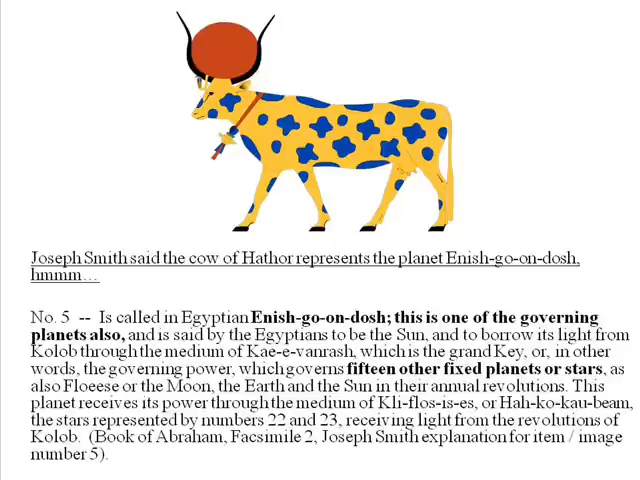 Joseph Smith said the cow of Hathor represents the planet Enish-go-on-dosh,
hmmm…
No. 5 -- Is called in Egyptian Enish-go-on-dosh; this is one of the governing
planets also, and is said by the Egyptians to be the Sun, and to borrow its light from
Kolob through the medium of Kae-e-vanrash, which is the grand Key, or, in other
words, the governing power, which governs fifteen other fixed planets or stars, as
also Floeese or the Moon, the Earth and the Sun in their annual revolutions. This
planet receives its power through the medium of Kli-flos-is-es, or Hah-ko-kau-beam,
the stars represented by numbers 22 and 23, receiving light from the revolutions of
Kolob. (Book of Abraham, Facsimile 2, Joseph Smith explanation for item / image
number 5).